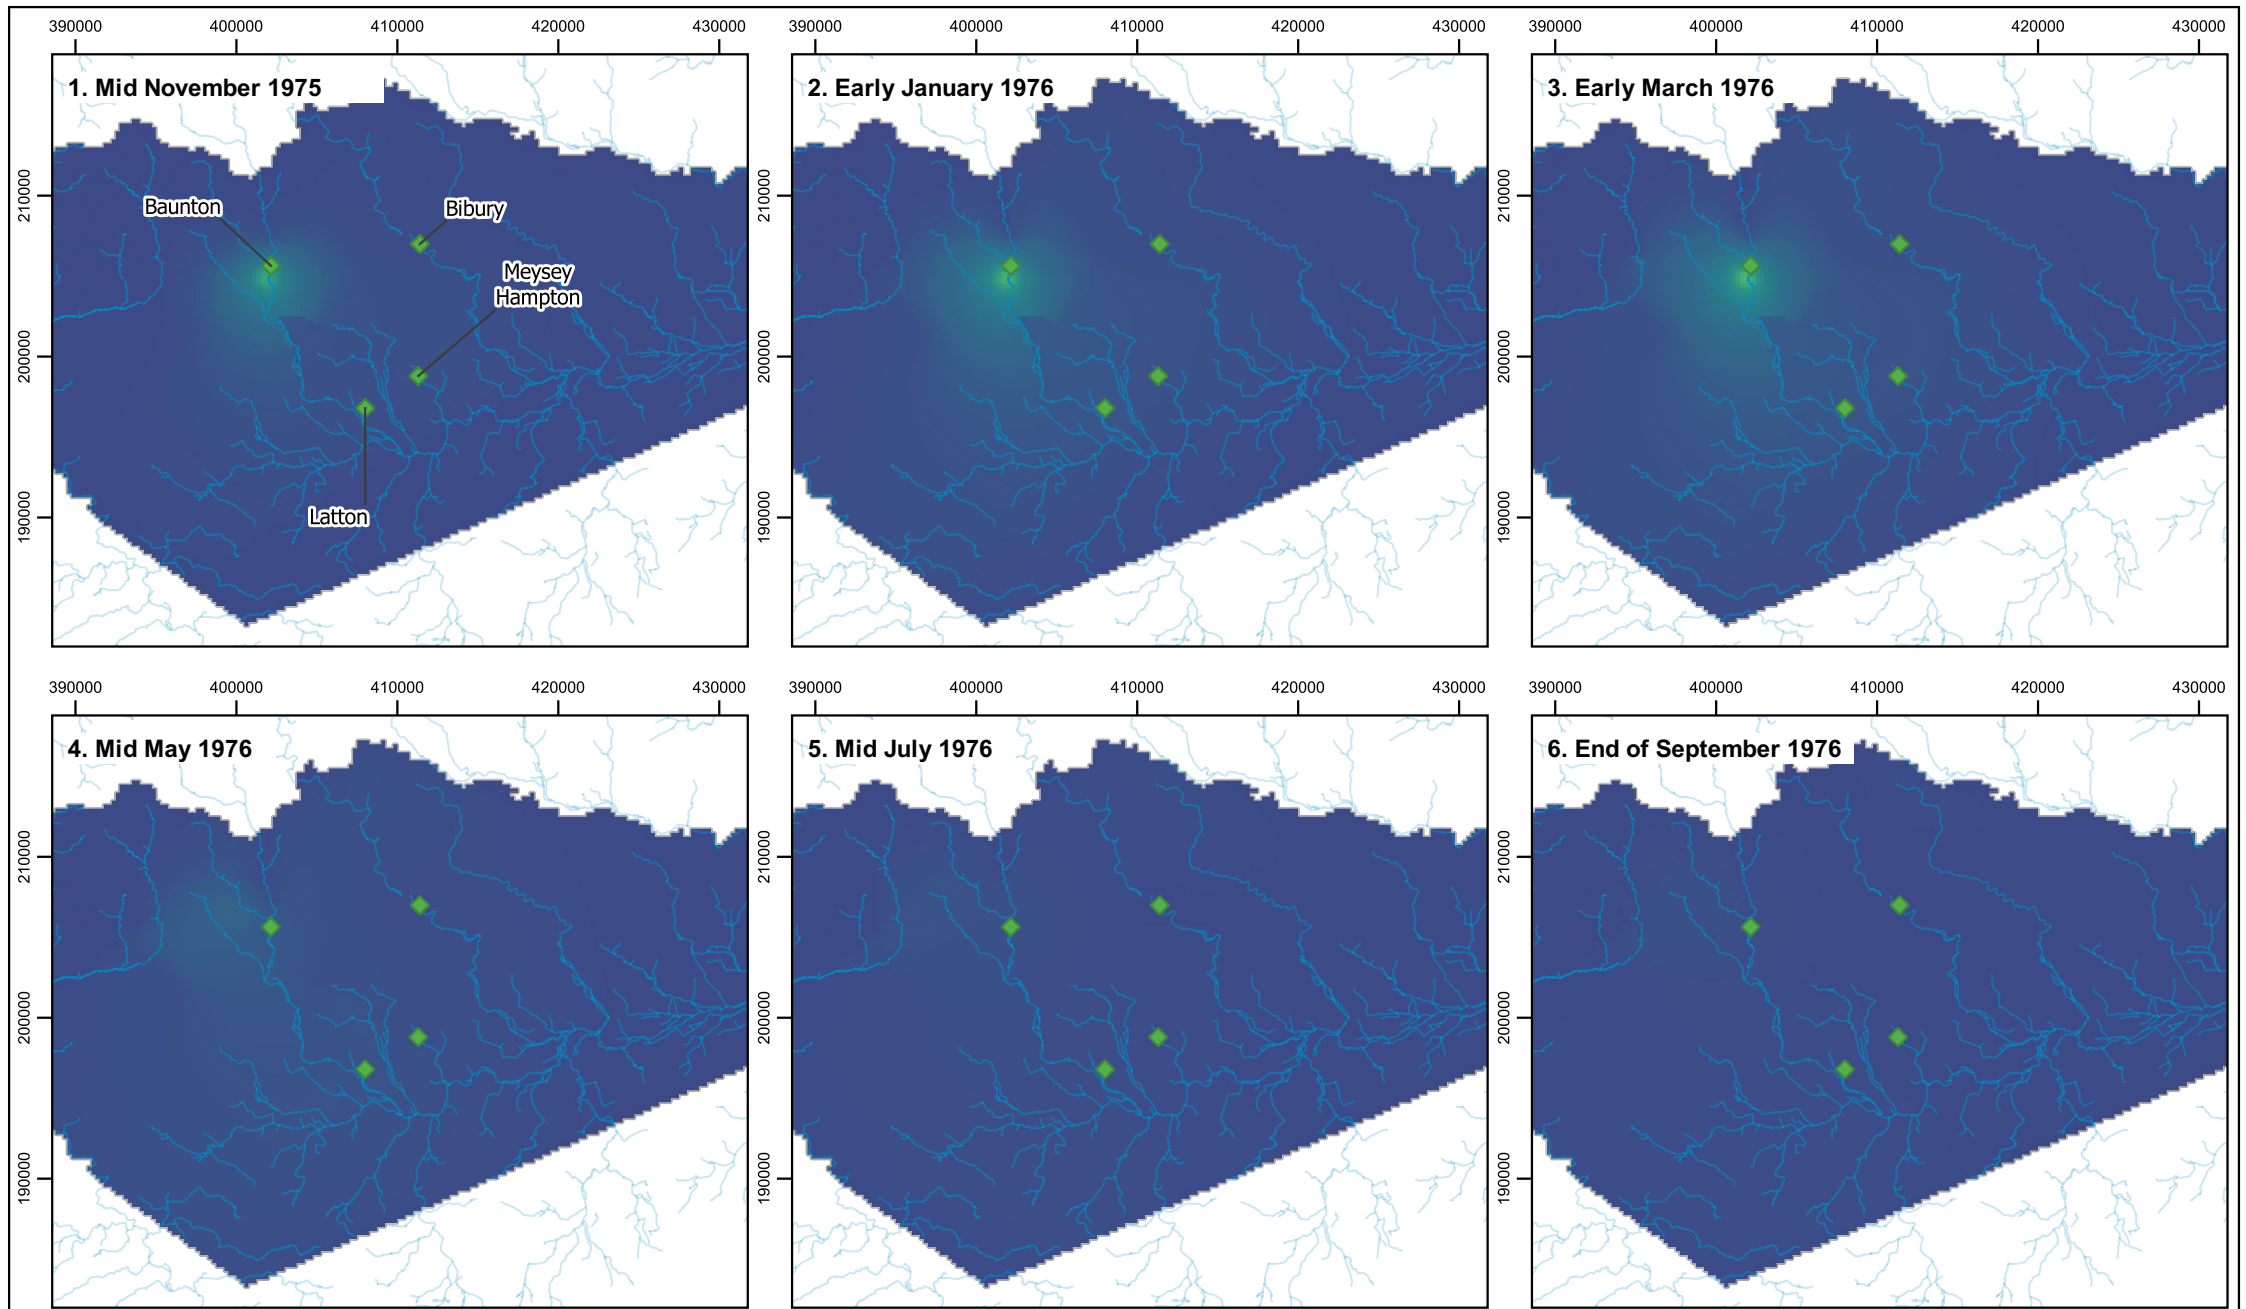 390000 400000 410000 420000 430000 390000 400000 410000 420000 430000 390000 400000 410000 420000 430000
1. Mid November 1975
2. Early January 1976
3. Early March 1976
210000
200000
190000
Baunton
Bibury
Meysey
Hampton
Latton
210000
200000
190000
210000
200000
190000
390000 400000 410000 420000 430000 390000 400000 410000 420000 430000 390000 400000 410000 420000 430000
4. Mid May 1976
5. Mid July 1976
6. End of September 1976
210000
200000
190000
210000
200000
190000
210000
200000
190000